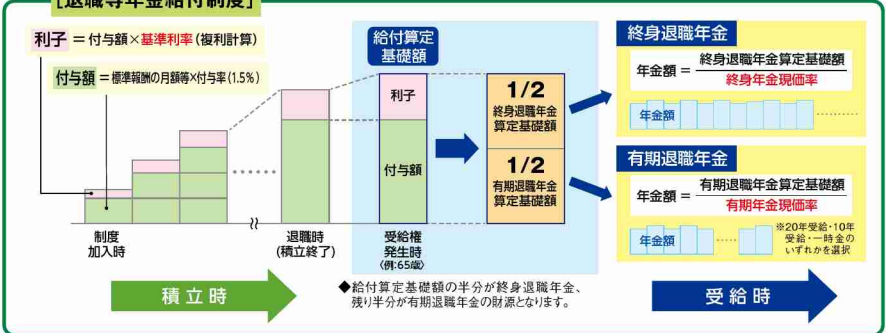 [退職等年金給付制度]
利子 ＝付与額×基準利率(複利計算)
付与額 ＝標準報酬の月額等×付与率(1.5%)
制度
加入時
退職時
(積立終了)
給付算定
基礎額
利子
付与額
受給権
発生時
〈例:65歳〉
1/2
終身退職年金
算定基礎額
1/2
有期退職年金
算定基礎額
◆給付算定基礎額の半分が終身退職年金、
残り半分が有期退職年金の財源となります。
終身退職年金
年金額＝ 終身退職年金算定基礎額
終身年金現価率
年金額
有期退職年金
年金額＝ 有期退職年金算定基礎額
有期年金現価率
年金額
※20年受給・10年
受給・一時金の
いずれかを選択
積立時
受給時